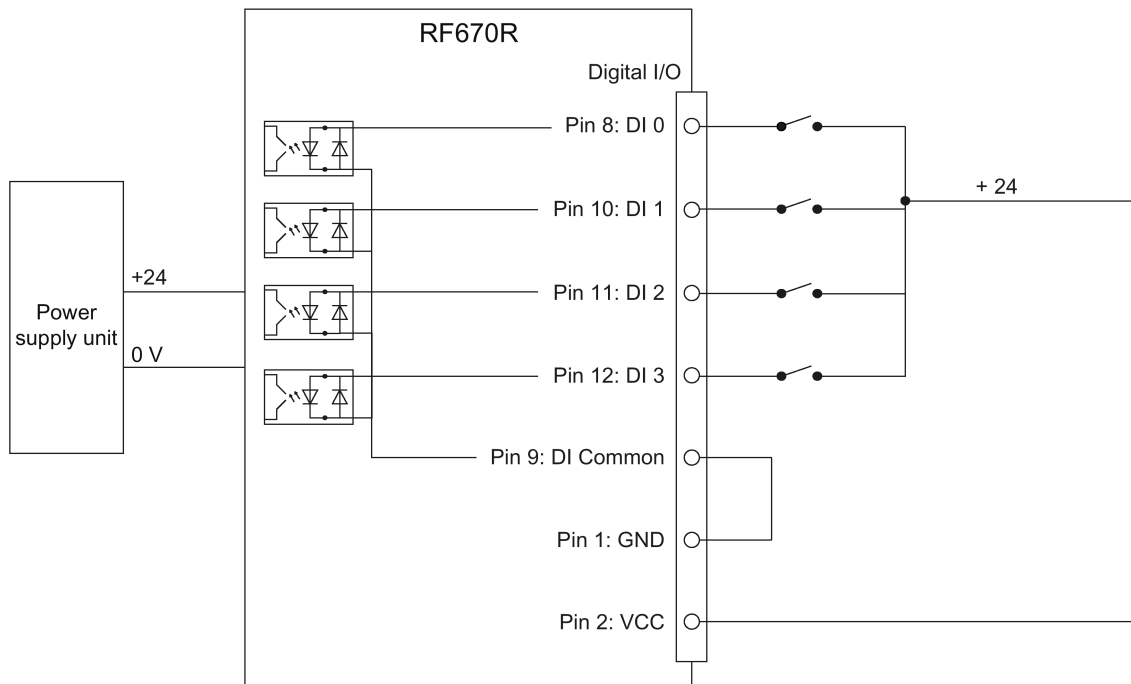 RF670R
Digital I/O
Pin 8: DI 0
+ 24
Pin 10: DI 1
+24
Pin 11: DI 2
Power
supply unit
0 V
Pin 12: DI 3
Pin 9: DI Common
Pin 1: GND
Pin 2: VCC